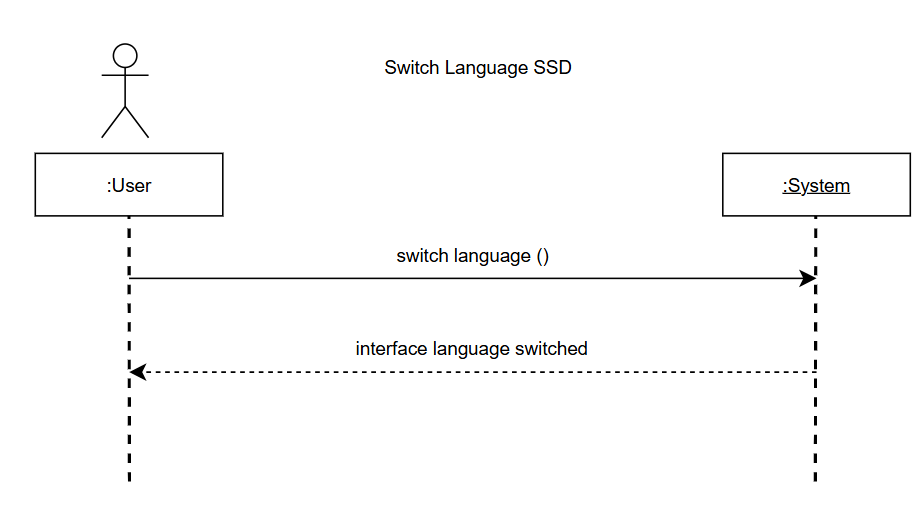 Switch Language SSD
:User
:System
switch language ()
interface language switched